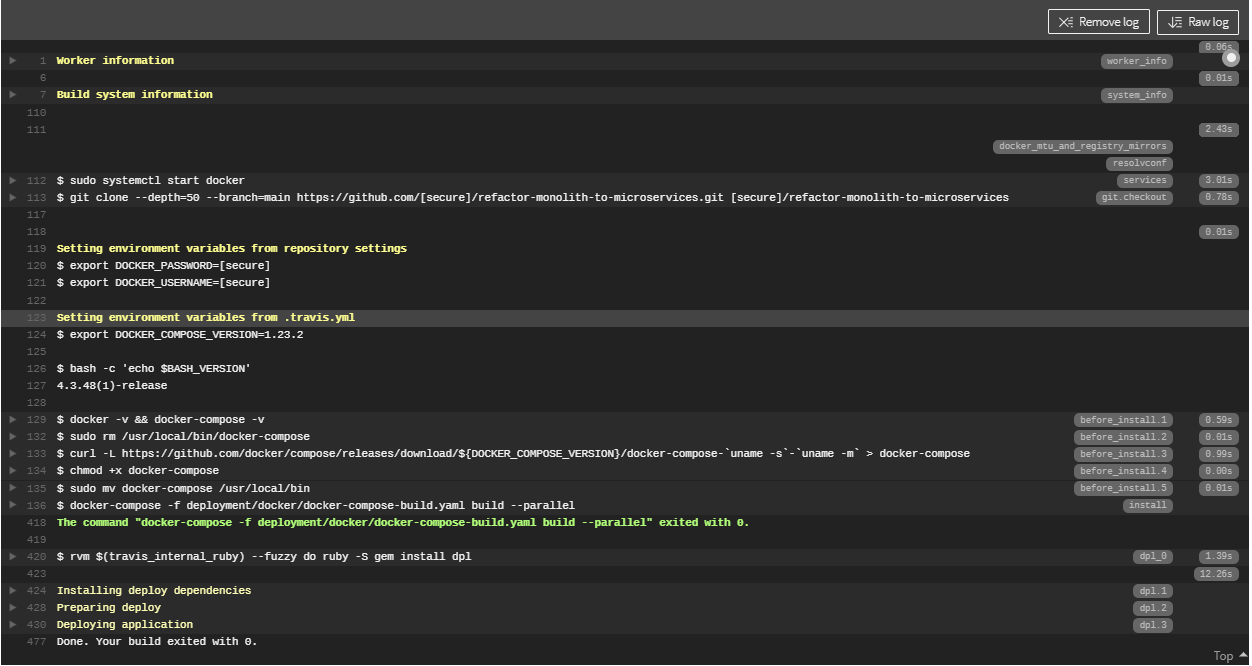 Remove log Raw log
0.06s
1 Worker information worker_info
6 0.01s
7 Build system information system_info
110
111 2.43s
docker_mtu_and_registry_mirrors
resolvconf
112 $ sudo systemctl start docker services 3.01s
113 $ git clone --depth=50 --branch=main https://github.com/[secure]/refactor-monolith-to-microservices.git [secure]/refactor-monolith-to-microservices git.checkout 0.78s
117
118 0.01s
119 Setting environment variables from repository settings
120 $ export DOCKER_PASSWORD=[secure]
121 $ export DOCKER_USERNAME=[secure]
122
123 Setting environment variables from .travis.yml
124 $ export DOCKER_COMPOSE_VERSION=1.23.2
125
126 $ bash -c 'echo $BASH_VERSION'
127 4.3.48(1)-release
128
129 $ docker -v && docker-compose -v before_install.1 0.59s
132 $ sudo rm /usr/local/bin/docker-compose before_install.2 0.01s
133 $ curl -L https://github.com/docker/compose/releases/download/${DOCKER_COMPOSE_VERSION}/docker-compose-`uname -s`-`uname -m` > docker-compose before_install.3 0.99s
134 $ chmod +x docker-compose before_install.4 0.00s
135 $ sudo mv docker-compose /usr/local/bin before_install.5 0.01s
136 $ docker-compose -f deployment/docker/docker-compose-build.yaml build --parallel install
418 The command "docker-compose -f deployment/docker/docker-compose-build.yaml build --parallel" exited with 0.
419
420 $ rvm $(travis_internal_ruby) --fuzzy do ruby -S gem install dpl dpl_0 1.39s
423 12.26s
424 Installing deploy dependencies dpl.1
428 Preparing deploy dpl.2
430 Deploying application dpl.3
477 Done. Your build exited with 0.
Top